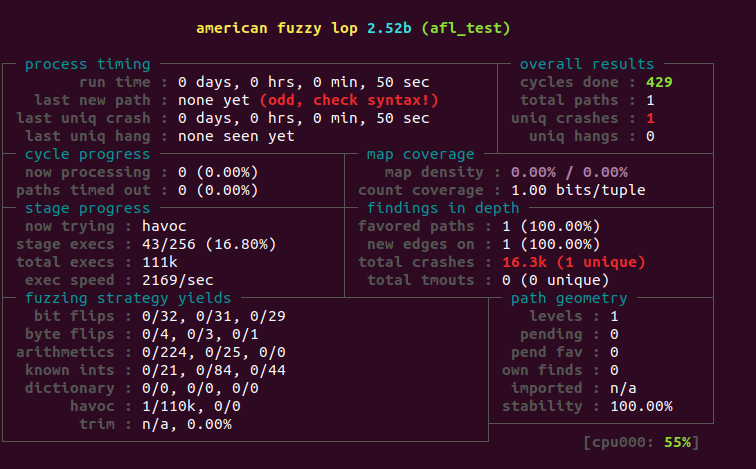 american fuzzy lop 2.52b (afl_test)
process timing overall results
run time : 0 days, 0 hrs, 0 min, 50 sec cycles done : 429
last new path : none yet (odd, check syntax!) total paths : 1
last uniq crash : 0 days, 0 hrs, 0 min, 50 sec uniq crashes : 1
last uniq hang : none seen yet uniq hangs : 0
cycle progress map coverage
now processing : 0 (0.00%) map density : 0.00% / 0.00%
paths timed out : 0 (0.00%) count coverage : 1.00 bits/tuple
stage progress findings in depth
now trying : havoc favored paths : 1 (100.00%)
stage execs : 43/256 (16.80%) new edges on : 1 (100.00%)
total execs : 111k total crashes : 16.3k (1 unique)
exec speed : 2169/sec total tmouts : 0 (0 unique)
fuzzing strategy yields path geometry
bit flips : 0/32, 0/31, 0/29 levels : 1
byte flips : 0/4, 0/3, 0/1 pending : 0
arithmetics : 0/224, 0/25, 0/0 pend fav : 0
known ints : 0/21, 0/84, 0/44 own finds : 0
dictionary : 0/0, 0/0, 0/0 imported : n/a
havoc : 1/110k, 0/0 stability : 100.00%
trim : n/a, 0.00%
[cpu000: 55%]